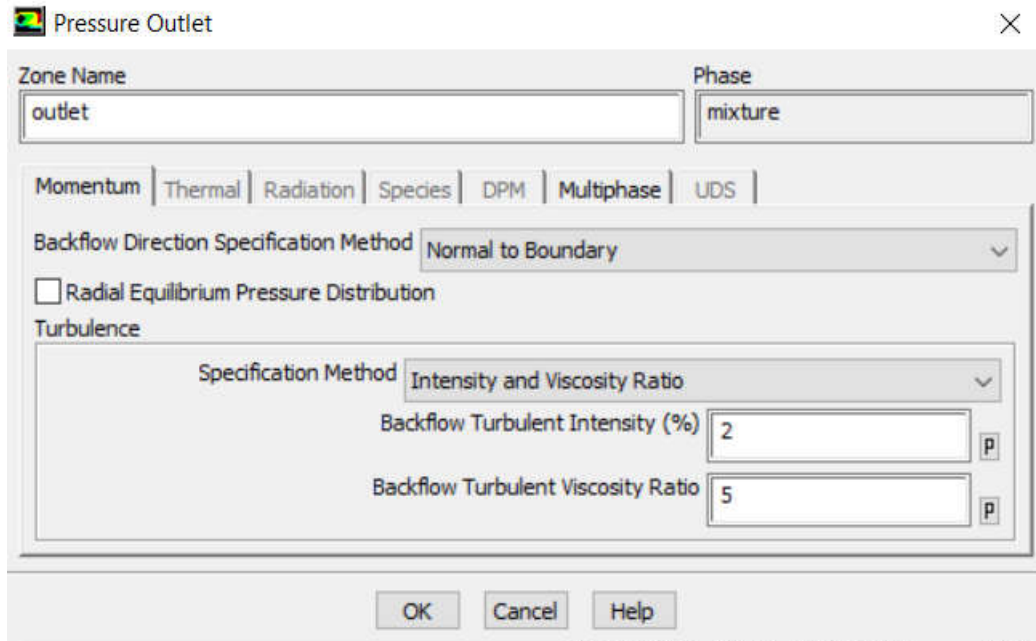 Pressure Outlet
Zone Name Phase
outlet mixture
Momentum Thermal Radiation Species DPM Multiphase UDS
Backflow Direction Specification Method Normal to Boundary
Radial Equilibrium Pressure Distribution
Turbulence
Specification Method Intensity and Viscosity Ratio
Backflow Turbulent Intensity (%) 2 P
Backflow Turbulent Viscosity Ratio 5 P
OK Cancel Help